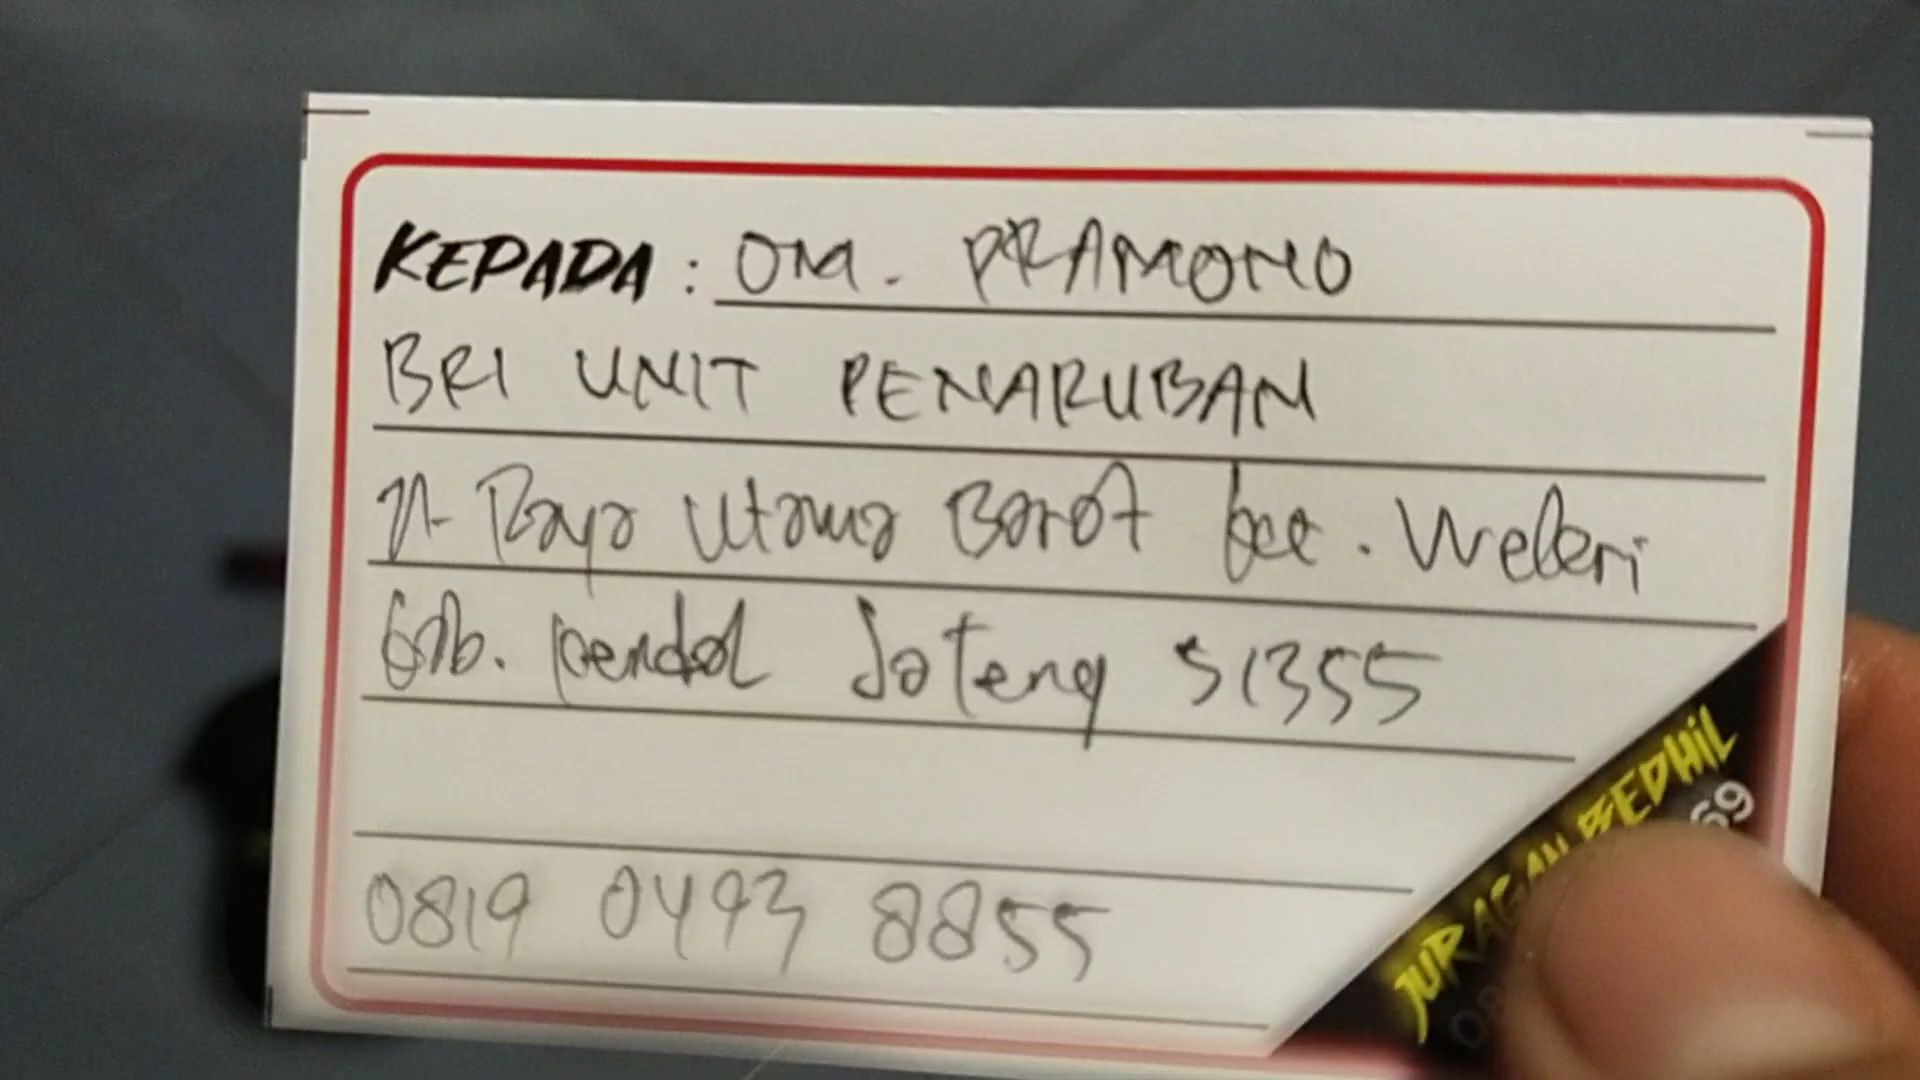 KEPADA : OM. PRAMONO
BRI UNIT PENARUBAN
Jl. Raya Utama Barat kec. Weleri
Kab. Kendal Jateng 51355
0819 0493 8855
JURAGAN BEDHIL